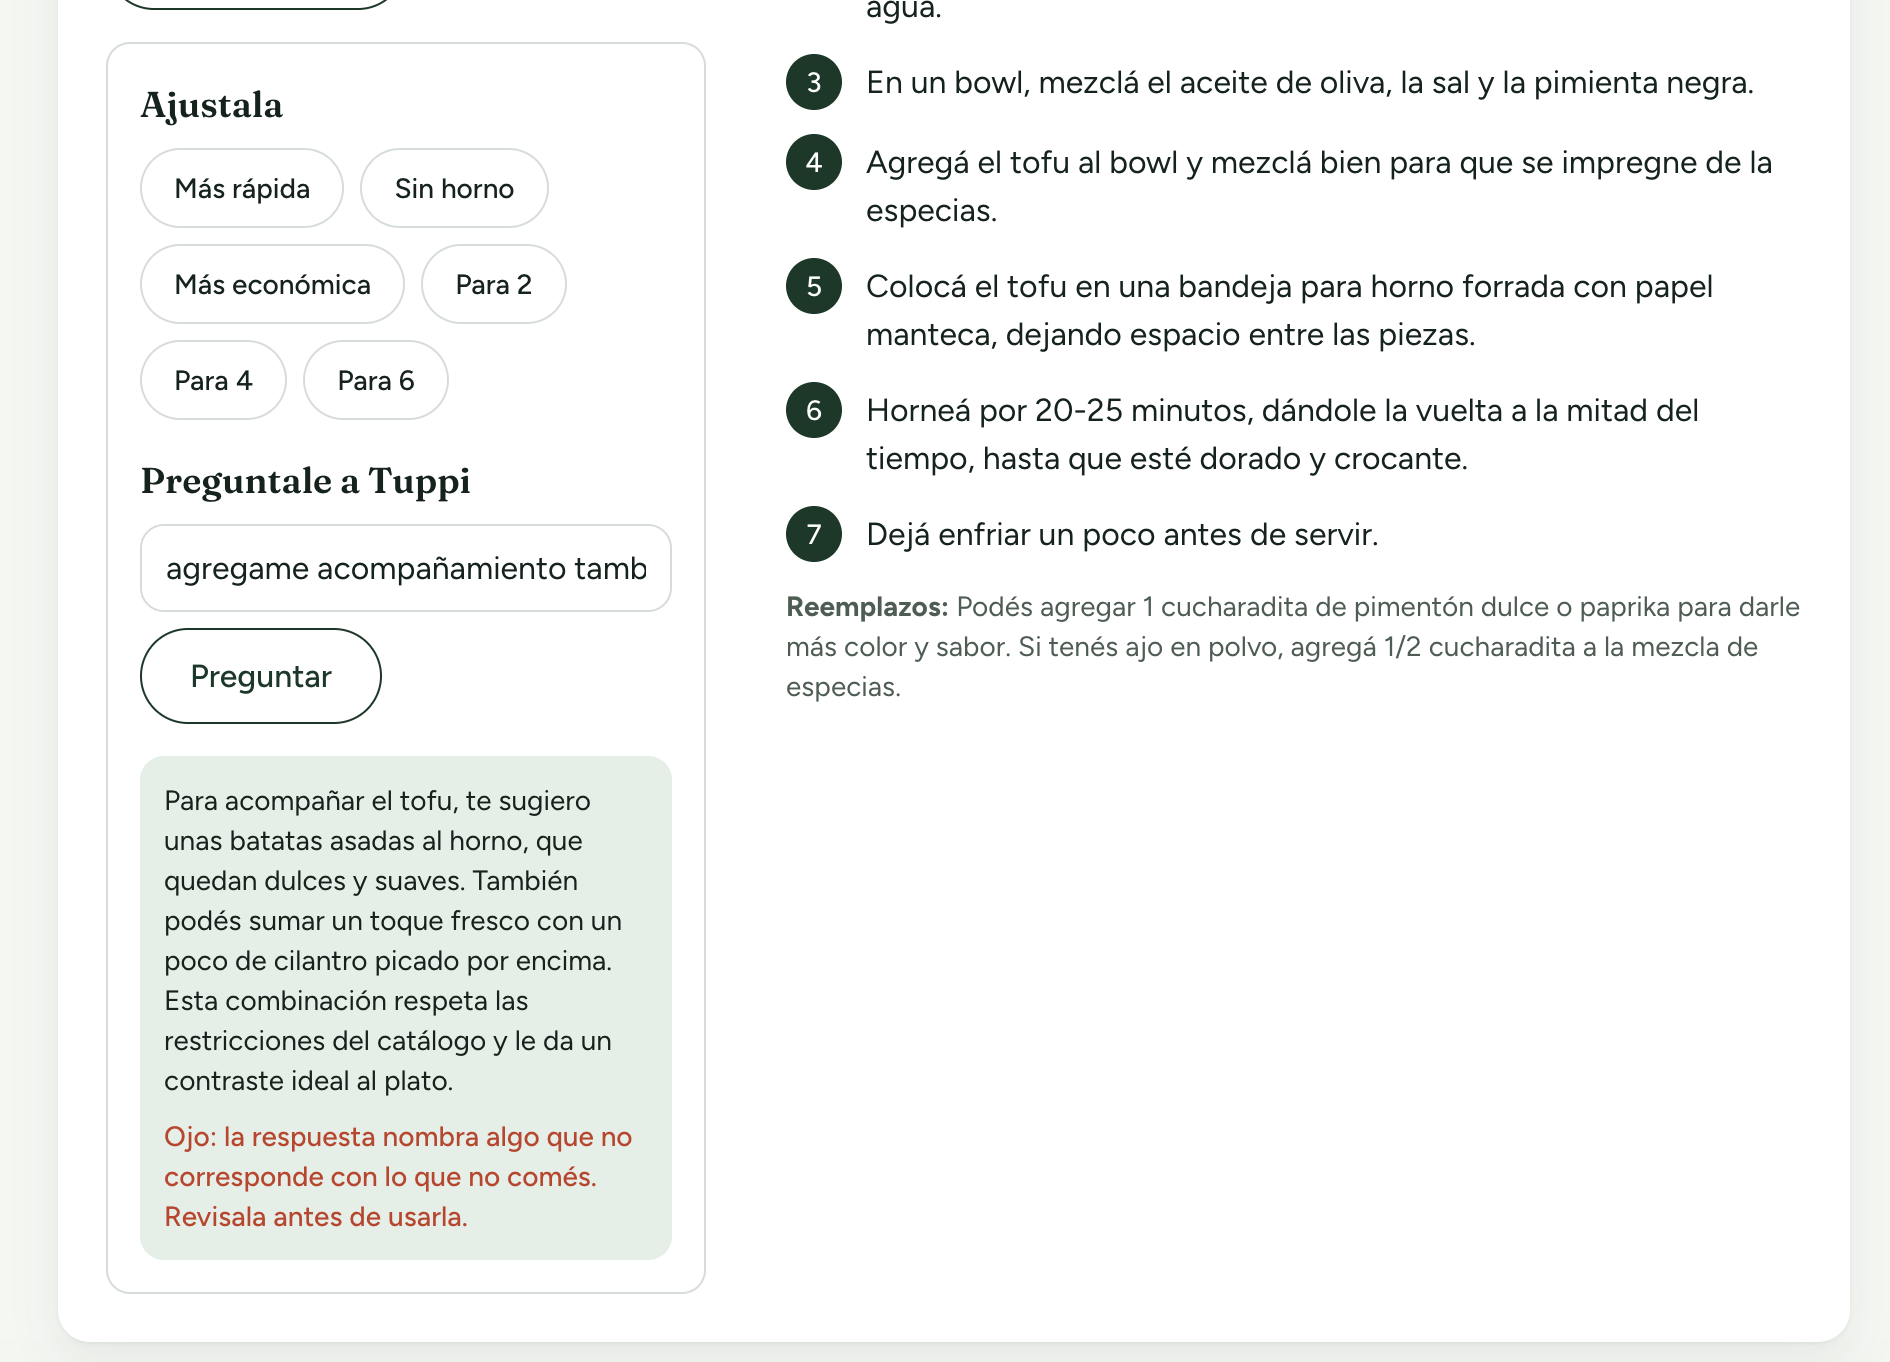 Ajustala
Más rápida
Sin horno
Más económica
Para 2
Para 4
Para 6
Preguntale a Tuppi
agregame acompañamiento tamb
Preguntar
Para acompañar el tofu, te sugiero
unas batatas asadas al horno, que
quedan dulces y suaves. También
podés sumar un toque fresco con un
poco de cilantro picado por encima.
Esta combinación respeta las
restricciones del catálogo y le da un
contraste ideal al plato.
Ojo: la respuesta nombra algo que no
corresponde con lo que no comés.
Revisala antes de usarla.
agua.
3 En un bowl, mezclá el aceite de oliva, la sal y la pimienta negra.
4 Agregá el tofu al bowl y mezclá bien para que se impregne de la
especias.
5 Colocá el tofu en una bandeja para horno forrada con papel
manteca, dejando espacio entre las piezas.
6 Horneá por 20-25 minutos, dándole la vuelta a la mitad del
tiempo, hasta que esté dorado y crocante.
7 Dejá enfriar un poco antes de servir.
Reemplazos: Podés agregar 1 cucharadita de pimentón dulce o paprika para darle
más color y sabor. Si tenés ajo en polvo, agregá 1/2 cucharadita a la mezcla de
especias.